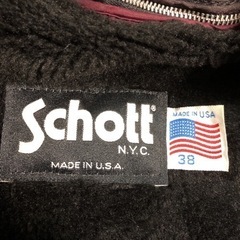 Schott
N.Y.C.
MADE IN U.S.A.
MADE IN USA
38